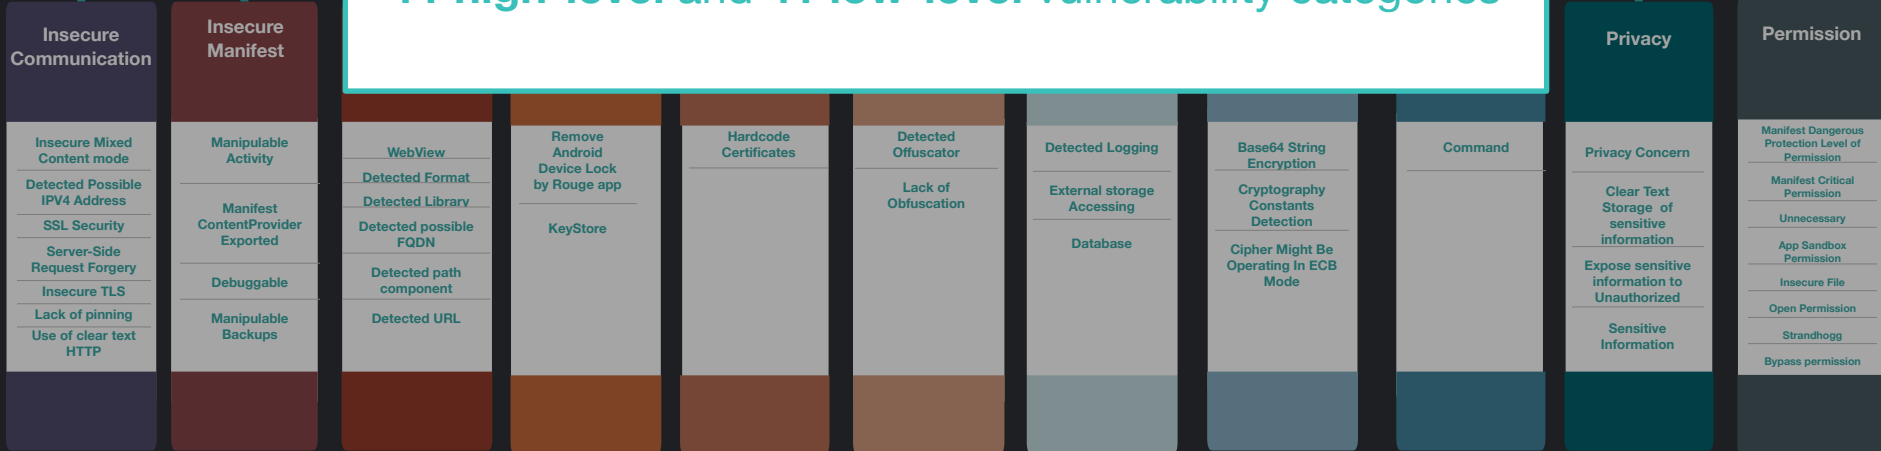 and
vulnerability categories
Insecure
Communication
Insecure Mixed
Content mode
Detected Possible
IPV4 Address
SSL Security
Server-Side
Request Forgery
Insecure TLS
Lack of pinning
Use of clear text
HTTP
Insecure
Manifest
Manipulable
Activity
Manifest
ContentProvider
Exported
Debuggable
Manipulable
Backups
WebView
Detected Format
Detected Library
Detected possible
FQDN
Detected path
component
Detected URL
Remove
Android
Device Lock
by Rouge app
KeyStore
Hardcode
Certificates
Detected
Offuscator
Lack of
Obfuscation
Detected Logging
External storage
Accessing
Database
Base64 String
Encryption
Cryptography
Constants
Detection
Cipher Might Be
Operating In ECB
Mode
Command
Privacy
Privacy Concern
Clear Text
Storage of
sensitive
information
Expose sensitive
information to
Unauthorized
Sensitive
Information
Permission
Manifest Dangerous
Protection Level of
Permission
Manifest Critical
Permission
Unnecessary
App Sandbox
Permission
Insecure File
Open Permission
Strandhogg
Bypass permission